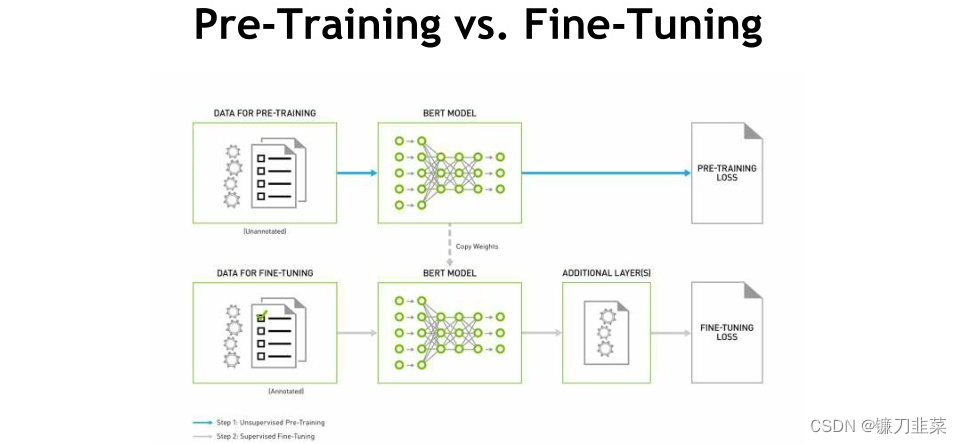 Pre-Training vs. Fine-Tuning
DATA FOR PRE-TRAINING
BERT MODEL
PRE-TRAINING
LOSS
(Unannotated)
Copy Weights
DATA FOR FINE-TUNING
BERT MODEL
ADDITIONAL LAYER(S)
FINE-TUNING
LOSS
(Annotated)
Step 1: Unsupervised Pre-Training
Step 2: Supervised Fine-Tuning
CSDN @镰刀韭菜